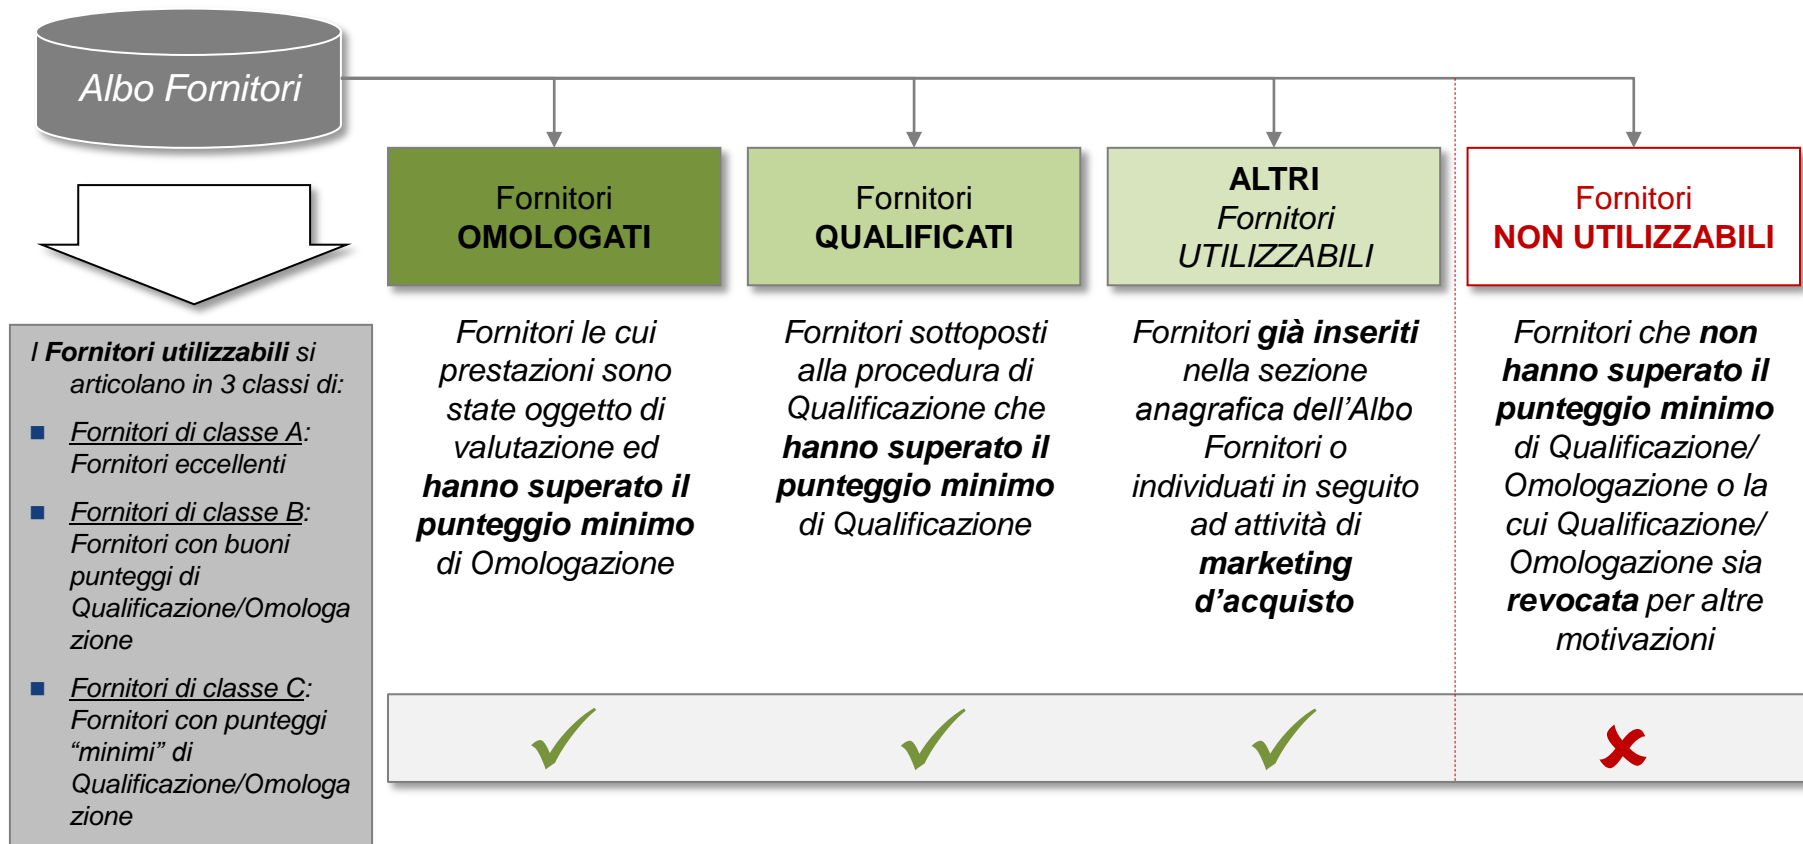 Albo Fornitori
Fornitori
OMOLOGATI
Fornitori
QUALIFICATI
ALTRI
Fornitori
UTILIZZABILI
Fornitori
NON UTILIZZABILI
I Fornitori utilizzabili si
articolano in 3 classi di:
Fornitori di classe A:
Fornitori eccellenti
Fornitori di classe B:
Fornitori con buoni
punteggi di
Qualificazione/Omologa
zione
Fornitori di classe C:
Fornitori con punteggi
“minimi” di
Qualificazione/Omologa
zione
Fornitori le cui
prestazioni sono
state oggetto di
valutazione ed
hanno superato il
punteggio minimo
di Omologazione
Fornitori sottoposti
alla procedura di
Qualificazione che
hanno superato il
punteggio minimo
di Qualificazione
Fornitori già inseriti
nella sezione
anagrafica dell’Albo
Fornitori o
individuati in seguito
ad attività di
marketing
d’acquisto
Fornitori che non
hanno superato il
punteggio minimo
di Qualificazione/
Omologazione o la
cui Qualificazione/
Omologazione sia
revocata per altre
motivazioni